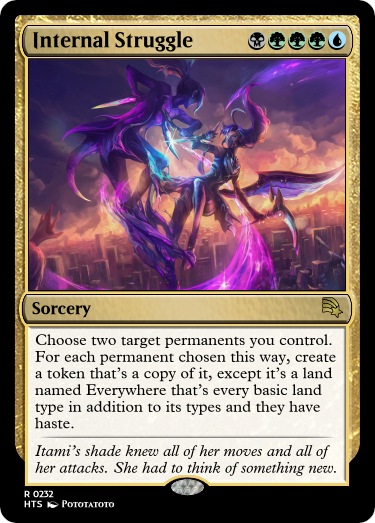 Internal Struggle
Sorcery
Choose two target permanents you control.
For each permanent chosen this way, create
a token that's a copy of it, except it's a land
named Everywhere that's every basic land
type in addition to its types and they have
haste.
Itami's shade knew all of her moves and all of
her attacks. She had to think of something new.
R 0232
HTS Pototatoto